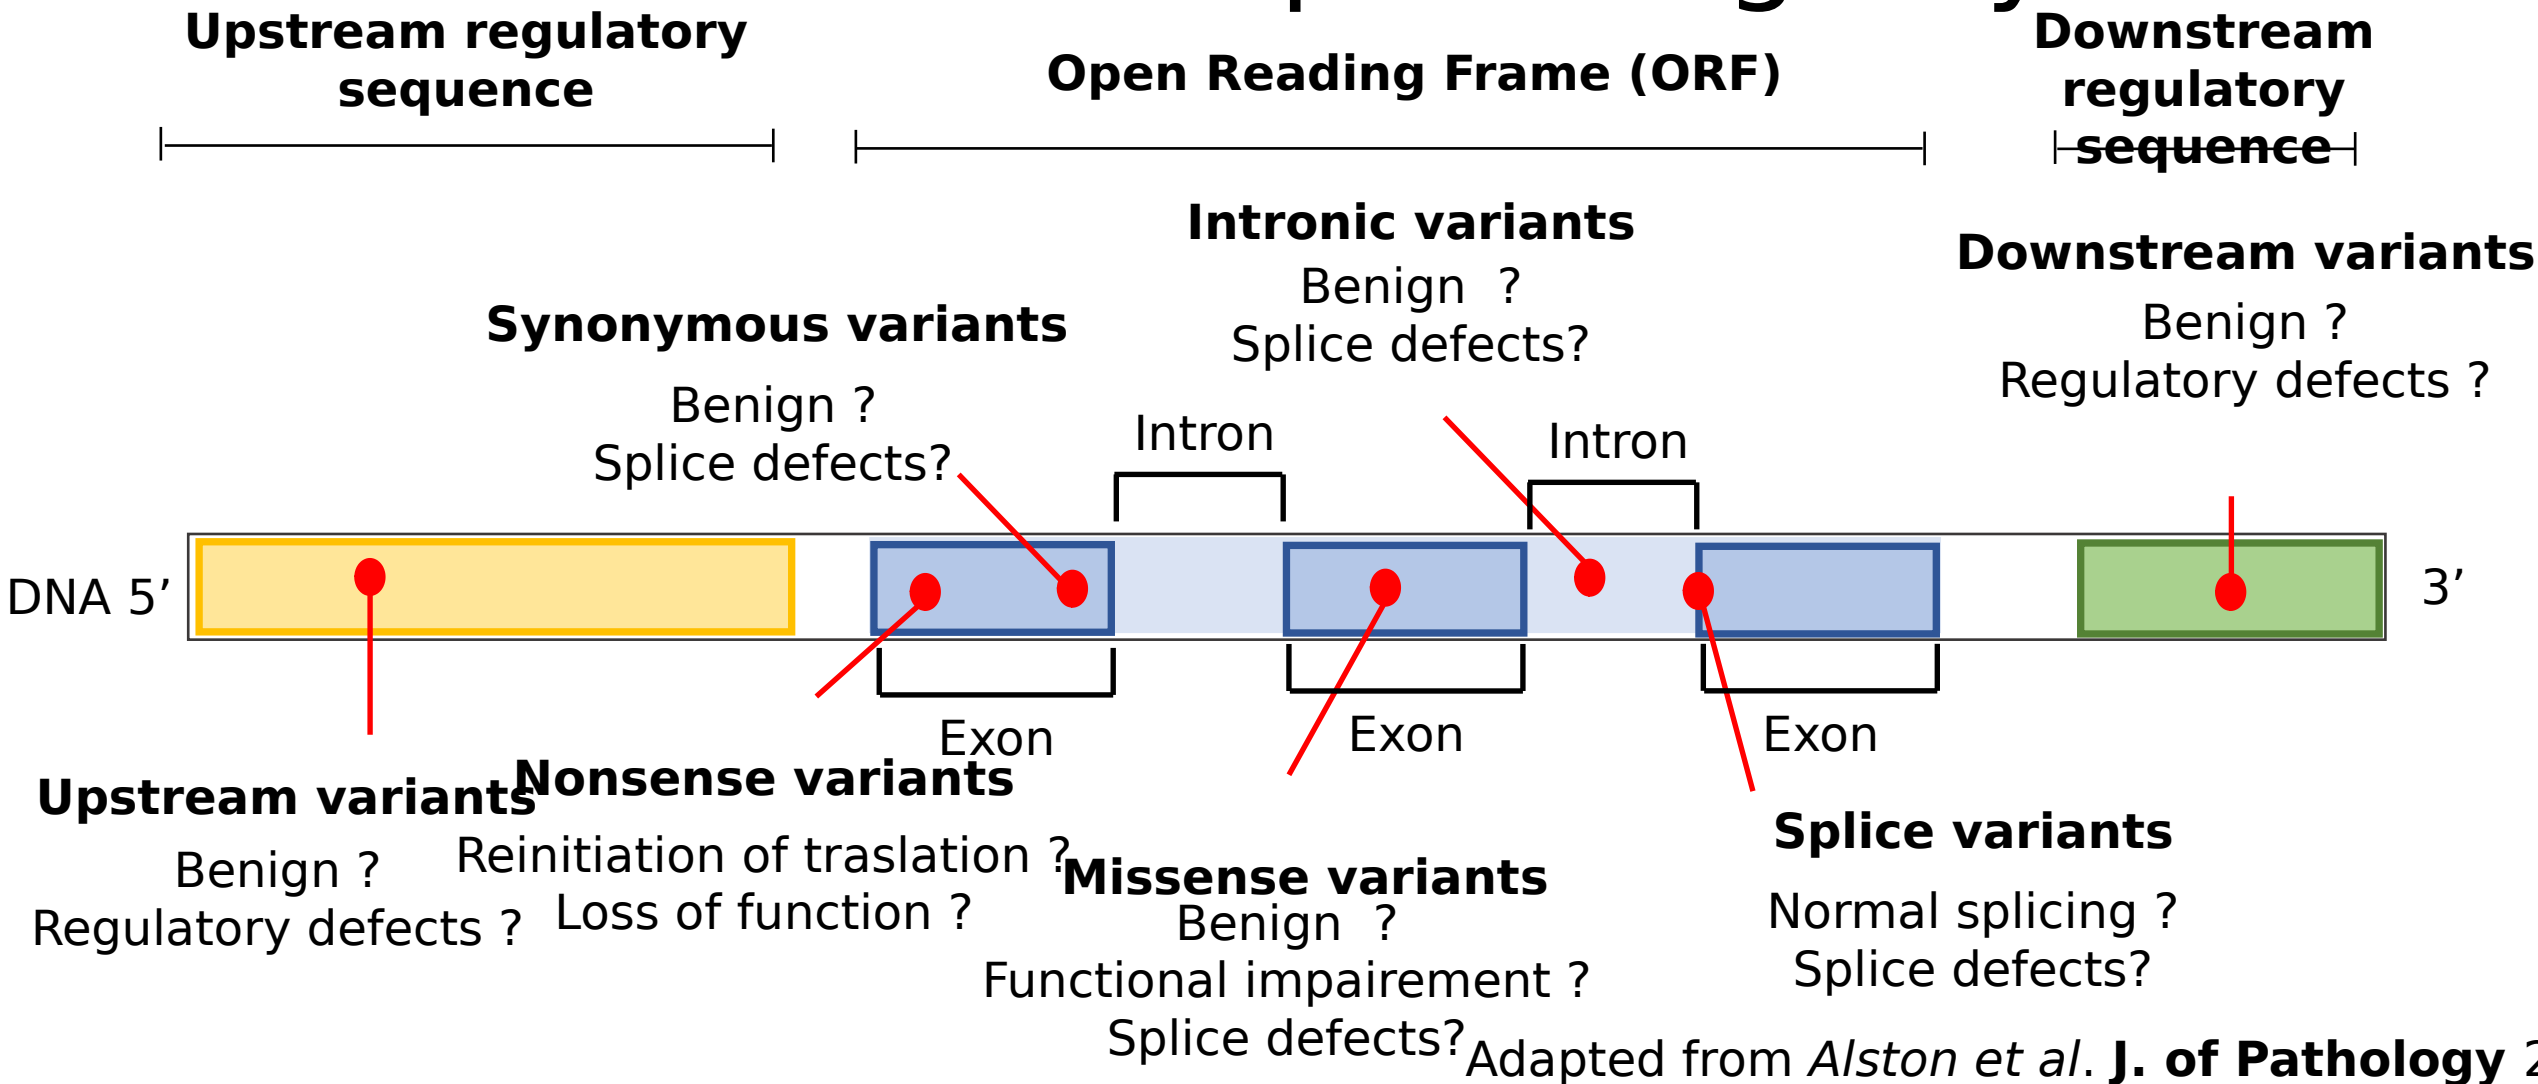 Upstream regulatory
sequence
Open Reading Frame (ORF)
Downstream
regulatory
sequence
Intronic variants
Benign  ?
Splice defects?
Downstream variants
Benign ?
Regulatory defects ?
Synonymous variants
Benign ?
Splice defects?
Intron
Intron
DNA 5’
3’
Exon
Exon
Exon
Upstream variants
Benign ?
Regulatory defects ?
Nonsense variants
Reinitiation of traslation ?
Loss of function ?
Missense variants
Benign  ?
Functional impairement ?
Splice defects?
Splice variants
Normal splicing ?
Splice defects?
Adapted from Alston et al. J. of Pathology